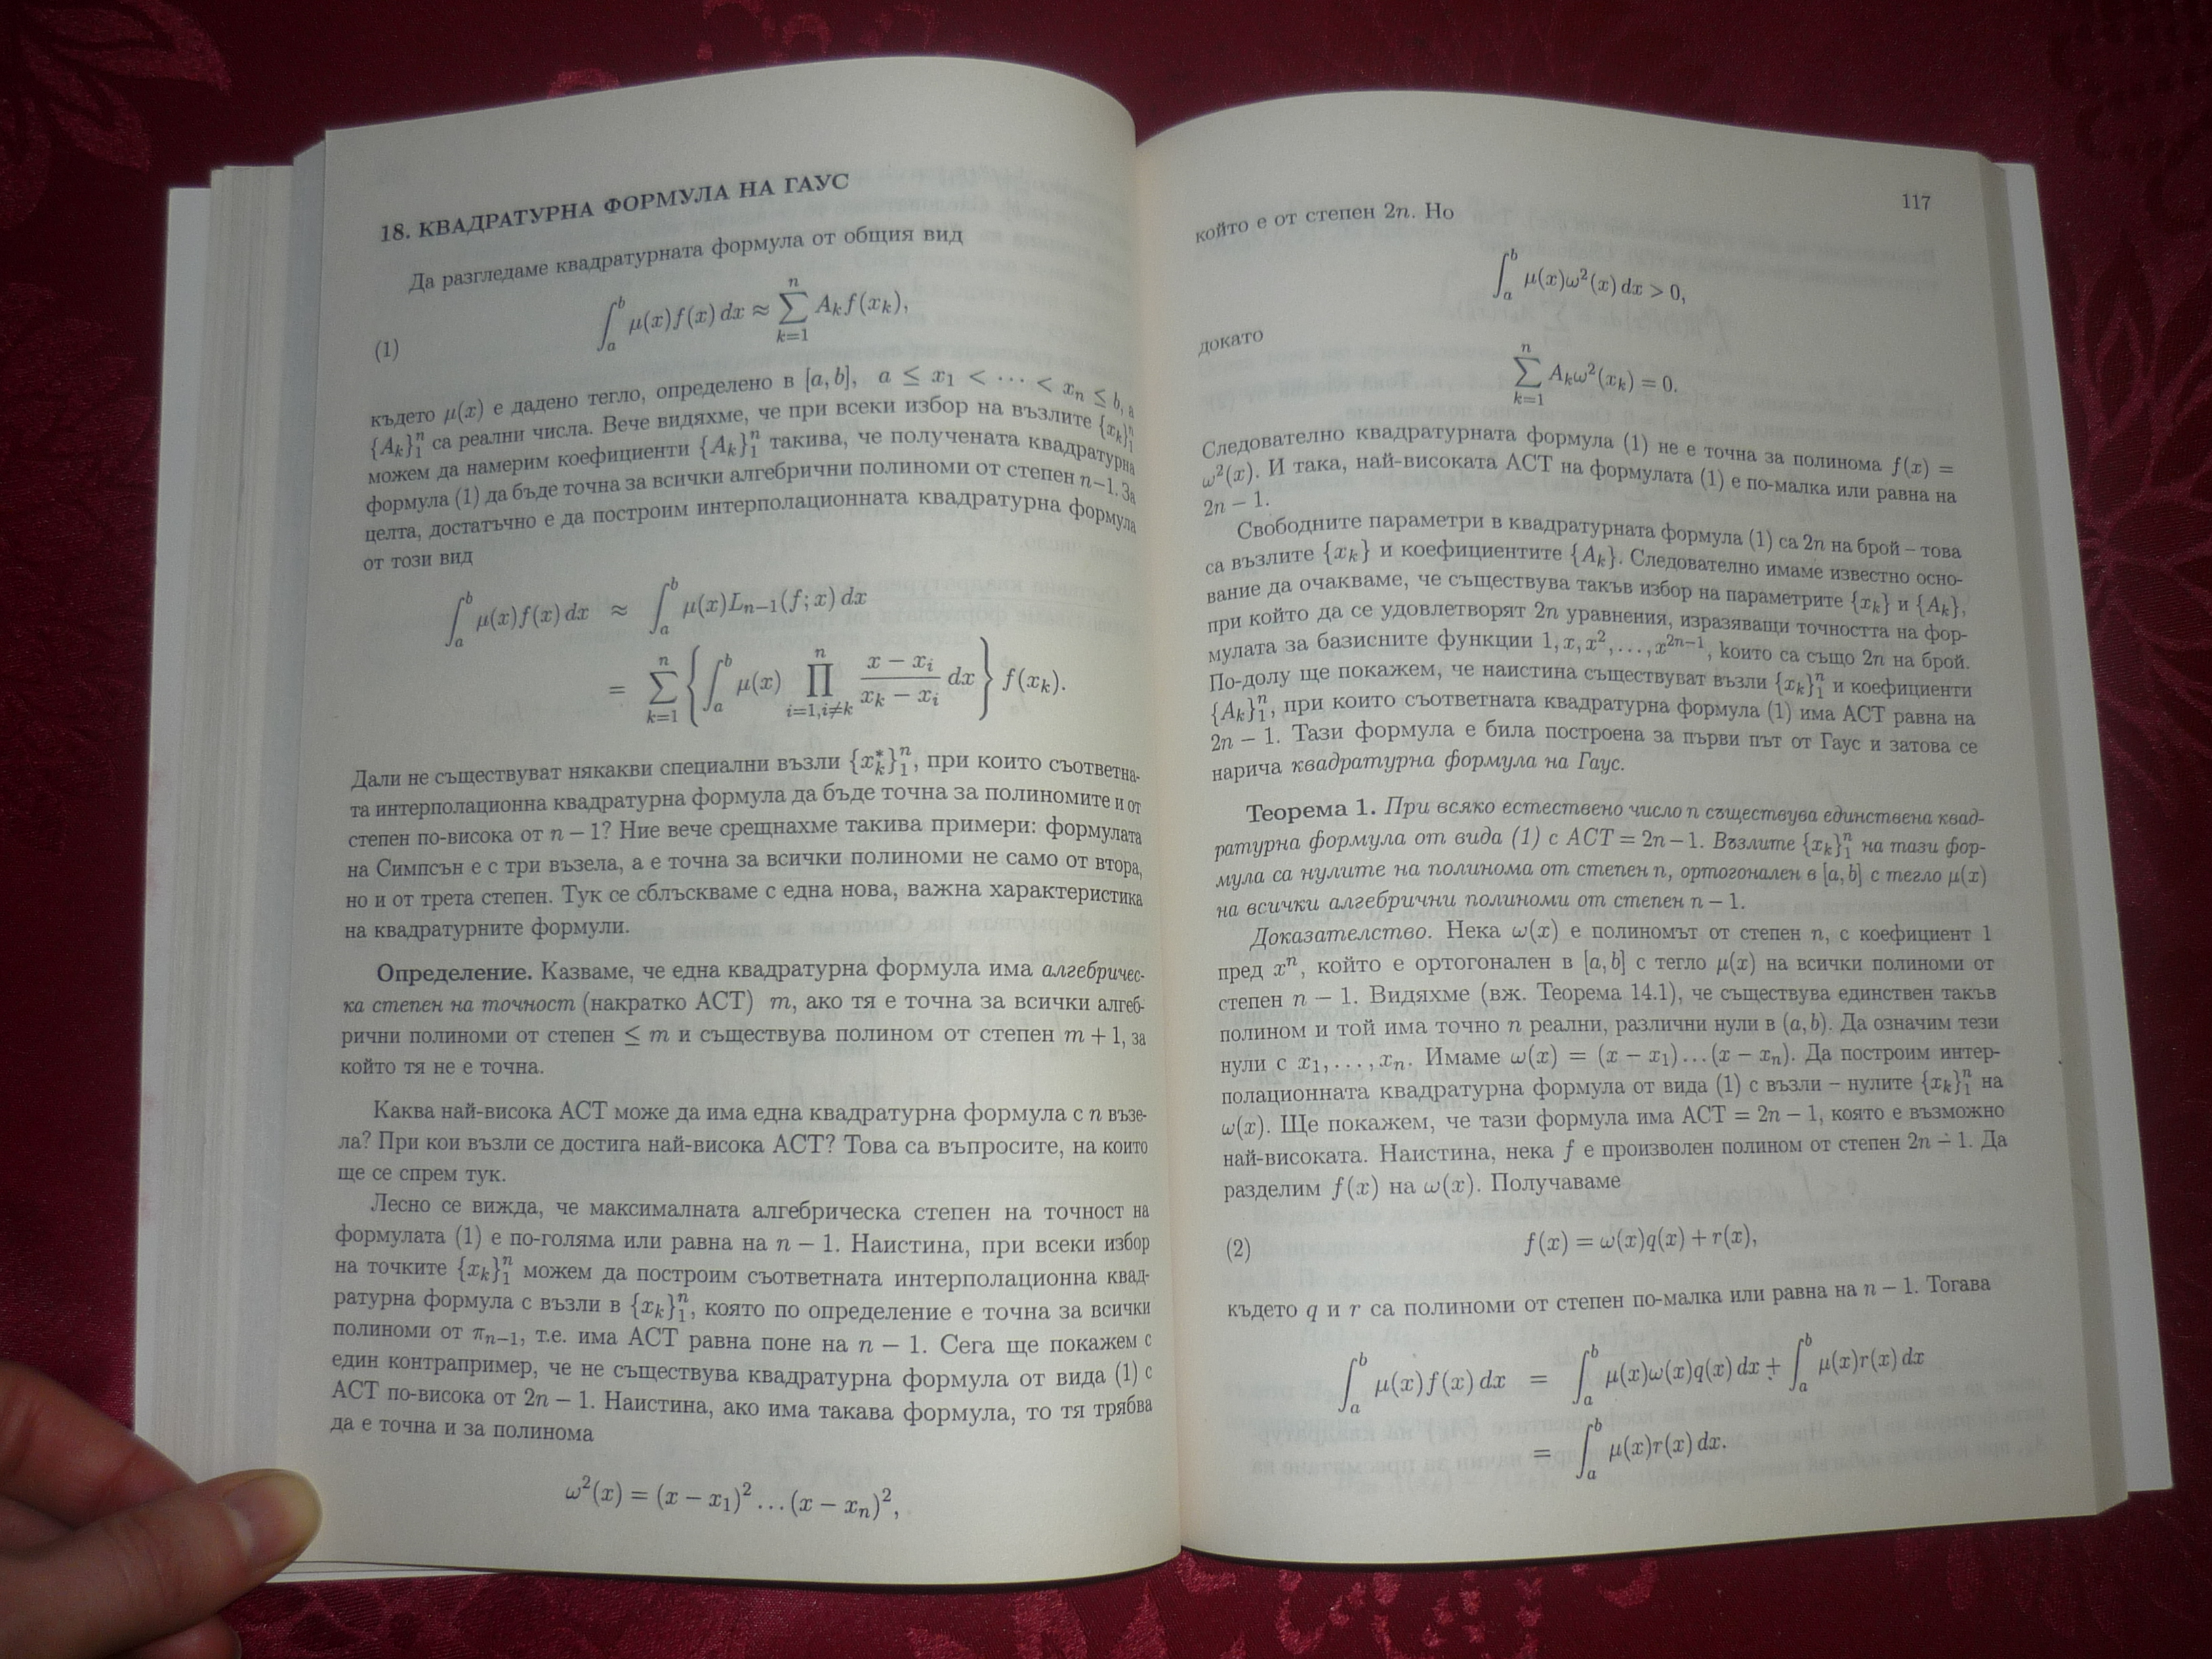 18. КВАДРАТУРНА ФОРМУЛА НА ГАУС
Да разгледаме квадратурната формула от общия вид
(1) ∫_a^b μ(x)f(x) dx ≈ ∑_{k=1}^n A_k f(x_k),
където μ(x) е дадено тегло, определено в [a, b], a ≤ x_1 < ⋯ < x_n ≤ b, а
{A_k}_1^n са реални числа. Вече видяхме, че при всеки избор на възлите {x_k}_1^n
можем да намерим коефициенти {A_k}_1^n такива, че получената квадратурна
формула (1) да бъде точна за всички алгебрични полиноми от степен n−1. За
целта, достатъчно е да построим интерполационната квадратурна формула
от този вид
∫_a^b μ(x)f(x) dx ≈ ∫_a^b μ(x)L_{n−1}(f; x) dx
= ∑_{k=1}^n {∫_a^b μ(x) ∏_{i=1,i≠k}^n (x − x_i)/(x_k − x_i) dx} f(x_k).
Дали не съществуват някакви специални възли {x_k^*}_1^n, при които съответна-
та интерполационна квадратурна формула да бъде точна за полиномите и от
степен по-висока от n − 1? Ние вече срещнахме такива примери: формулата
на Симпсън е с три възела, а е точна за всички полиноми не само от втора,
но и от трета степен. Тук се сблъскваме с една нова, важна характеристика
на квадратурните формули.
Определение. Казваме, че една квадратурна формула има алгебричес-
ка степен на точност (накратко АСТ) m, ако тя е точна за всички алгеб-
рични полиноми от степен ≤ m и съществува полином от степен m + 1, за
който тя не е точна.
Каква най-висока АСТ може да има една квадратурна формула с n възе-
ла? При кои възли се достига най-висока АСТ? Това са въпросите, на които
ще се спрем тук.
Лесно се вижда, че максималната алгебрическа степен на точност на
формулата (1) е по-голяма или равна на n − 1. Наистина, при всеки избор
на точките {x_k}_1^n можем да построим съответната интерполационна квад-
ратурна формула с възли в {x_k}_1^n, която по определение е точна за всички
полиноми от π_{n−1}, т.е. има АСТ равна поне на n − 1. Сега ще покажем с
един контрапример, че не съществува квадратурна формула от вида (1) с
АСТ по-висока от 2n − 1. Наистина, ако има такава формула, то тя трябва
да е точна и за полинома
ω²(x) = (x − x_1)² … (x − x_n)²,
117
който е от степен 2n. Но
∫_a^b μ(x)ω²(x) dx > 0,
докато
∑_{k=1}^n A_k ω²(x_k) = 0.
Следователно квадратурната формула (1) не е точна за полинома f(x) =
ω²(x). И така, най-високата АСТ на формулата (1) е по-малка или равна на
2n − 1.
Свободните параметри в квадратурната формула (1) са 2n на брой – това
са възлите {x_k} и коефициентите {A_k}. Следователно имаме известно осно-
вание да очакваме, че съществува такъв избор на параметрите {x_k} и {A_k},
при който да се удовлетворят 2n уравнения, изразяващи точността на фор-
мулата за базисните функции 1, x, x², …, x^{2n−1}, които са също 2n на брой.
По-долу ще покажем, че наистина съществуват възли {x_k}_1^n и коефициенти
{A_k}_1^n, при които съответната квадратурна формула (1) има АСТ равна на
2n − 1. Тази формула е била построена за първи път от Гаус и затова се
нарича квадратурна формула на Гаус.
Теорема 1. При всяко естествено число n съществува единствена квад-
ратурна формула от вида (1) с АСТ = 2n − 1. Възлите {x_k}_1^n на тази фор-
мула са нулите на полинома от степен n, ортогонален в [a, b] с тегло μ(x)
на всички алгебрични полиноми от степен n − 1.
Доказателство. Нека ω(x) е полиномът от степен n, с коефициент 1
пред x^n, който е ортогонален в [a, b] с тегло μ(x) на всички полиноми от
степен n − 1. Видяхме (вж. Теорема 14.1), че съществува единствен такъв
полином и той има точно n реални, различни нули в (a, b). Да означим тези
нули с x_1, …, x_n. Имаме ω(x) = (x − x_1)…(x − x_n). Да построим интер-
полационната квадратурна формула от вида (1) с възли – нулите {x_k}_1^n на
ω(x). Ще покажем, че тази формула има АСТ = 2n − 1, която е възможно
най-високата. Наистина, нека f е произволен полином от степен 2n − 1. Да
разделим f(x) на ω(x). Получаваме
(2) f(x) = ω(x)q(x) + r(x),
където q и r са полиноми от степен по-малка или равна на n − 1. Тогава
∫_a^b μ(x)f(x) dx = ∫_a^b μ(x)ω(x)q(x) dx + ∫_a^b μ(x)r(x) dx
= ∫_a^b μ(x)r(x) dx.